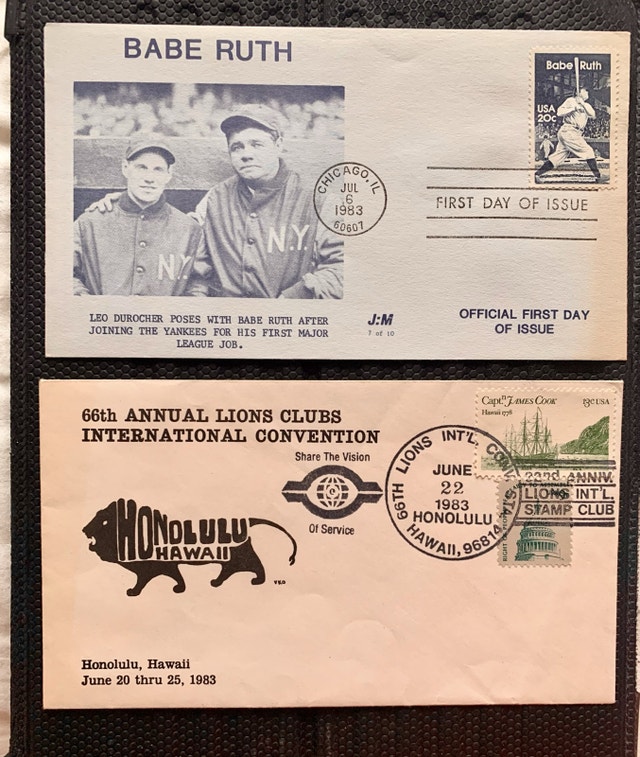 BABE RUTH
Babe Ruth
USA
20c
CHICAGO, IL
JUL
6
1983
60607
FIRST DAY OF ISSUE
N.Y.
N.Y.
LEO DUROCHER POSES WITH BABE RUTH AFTER
JOINING THE YANKEES FOR HIS FIRST MAJOR
LEAGUE JOB.
J:M
7 of 10
OFFICIAL FIRST DAY
OF ISSUE
66th ANNUAL LIONS CLUBS
INTERNATIONAL CONVENTION
Share The Vision
Of Service
HONOLULU
HAWAII
Capt.n JAMES COOK 13c USA
Hawaii 1778
66TH LIONS INT'L. CONV. STA.
JUNE
22
1983
HONOLULU
HAWAII, 96814
22nd ANNIV.
LIONS INT'L.
STAMP CLUB
Honolulu, Hawaii
June 20 thru 25, 1983